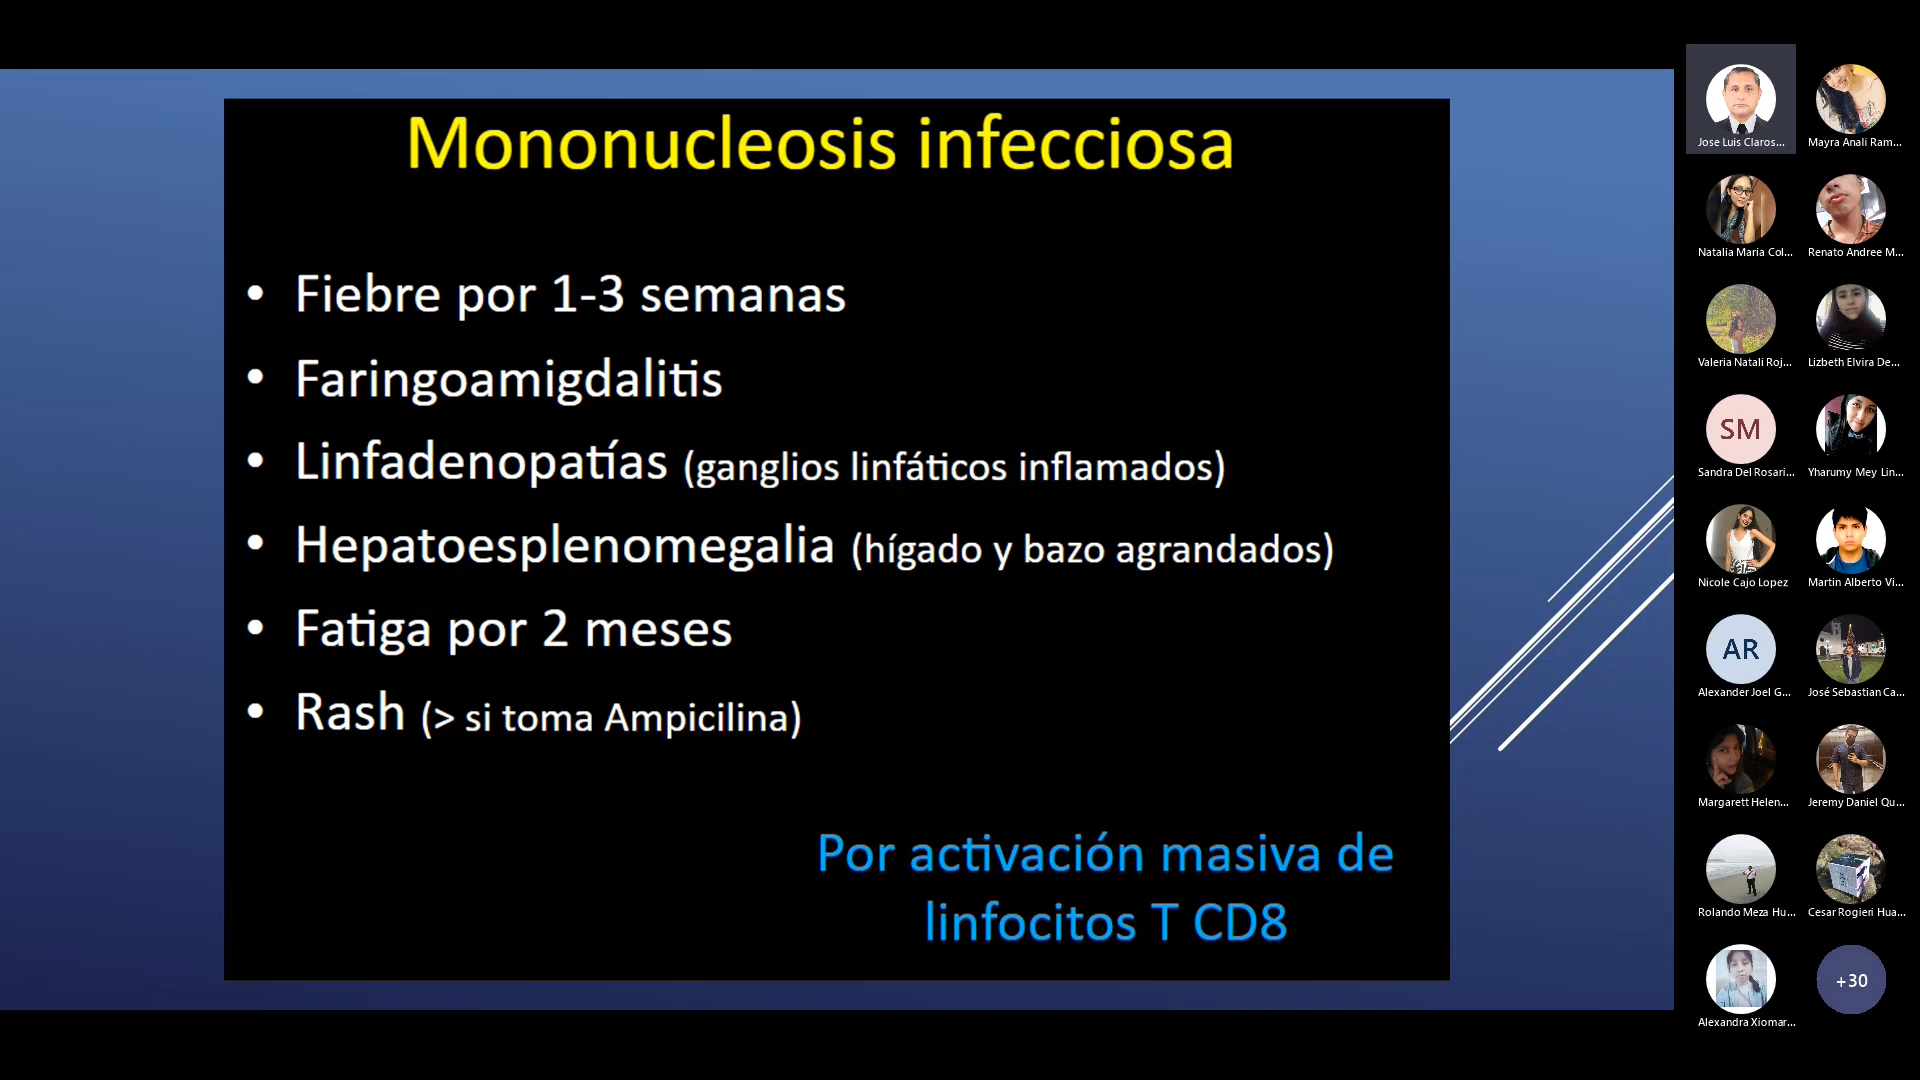 Mononucleosis infecciosa
• Fiebre por 1-3 semanas
• Faringoamigdalitis
• Linfadenopatías (ganglios linfáticos inflamados)
• Hepatoesplenomegalia (hígado y bazo agrandados)
• Fatiga por 2 meses
• Rash (> si toma Ampicilina)
Por activación masiva de
linfocitos T CD8
Jose Luis Claros...
Mayra Anali Ram...
Natalia Maria Col...
Renato Andree M...
Valeria Natali Roj...
Lizbeth Elvira De...
SM
Sandra Del Rosari...
Yharumy Mey Lin...
Nicole Cajo Lopez
Martin Alberto Vi...
AR
Alexander Joel G...
José Sebastian Ca...
Margarett Helen...
Jeremy Daniel Qu...
Rolando Meza Hu...
Cesar Rogieri Hua...
Alexandra Xiomar...
+30